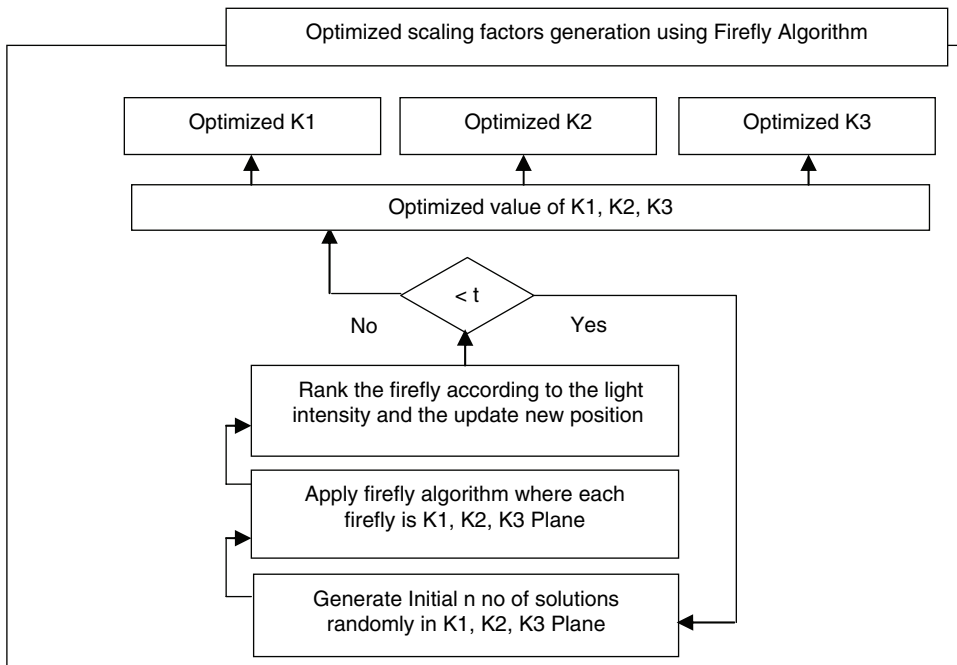 Optimized scaling factors generation using Firefly Algorithm
Optimized K1
Optimized K2
Optimized K3
Optimized value of K1, K2, K3
< t
No
Yes
Rank the firefly according to the light
intensity and the update new position
Apply firefly algorithm where each
firefly is K1, K2, K3 Plane
Generate Initial n no of solutions
randomly in K1, K2, K3 Plane